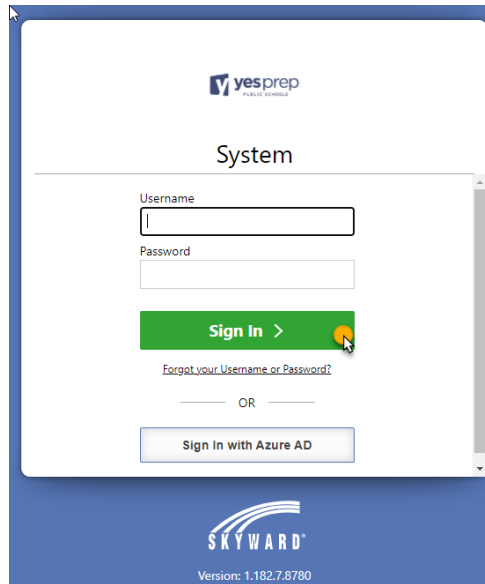 yesprep
PUBLIC SCHOOLS
System
Username
Password
Sign In >
Forgot your Username or Password?
OR
Sign In with Azure AD
SKYWARD®
Version: 1.182.7.8780